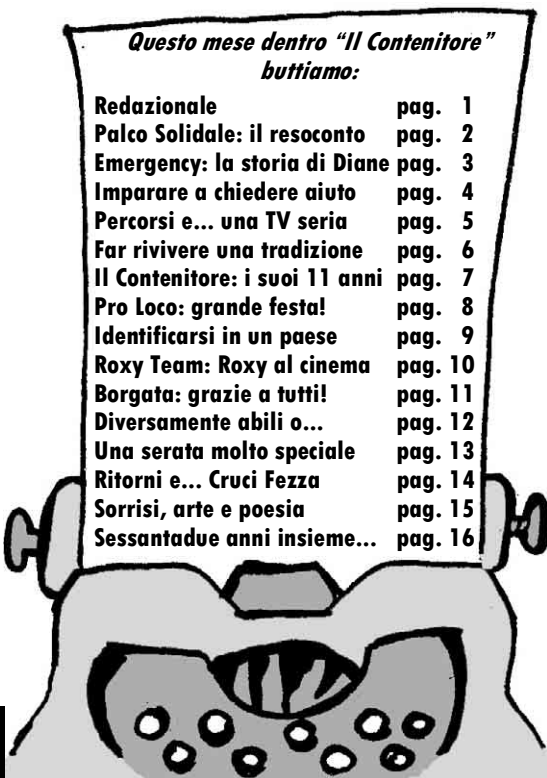 Questo mese dentro “Il Contenitore”
buttiamo:
Redazionale pag. 1
Palco Solidale: il resoconto pag. 2
Emergency: la storia di Diane pag. 3
Imparare a chiedere aiuto pag. 4
Percorsi e... una TV seria pag. 5
Far rivivere una tradizione pag. 6
Il Contenitore: i suoi 11 anni pag. 7
Pro Loco: grande festa! pag. 8
Identificarsi in un paese pag. 9
Roxy Team: Roxy al cinema pag. 10
Borgata: grazie a tutti! pag. 11
Diversamente abili o... pag. 12
Una serata molto speciale pag. 13
Ritorni e... Cruci Fezza pag. 14
Sorrisi, arte e poesia pag. 15
Sessantadue anni insieme... pag. 16